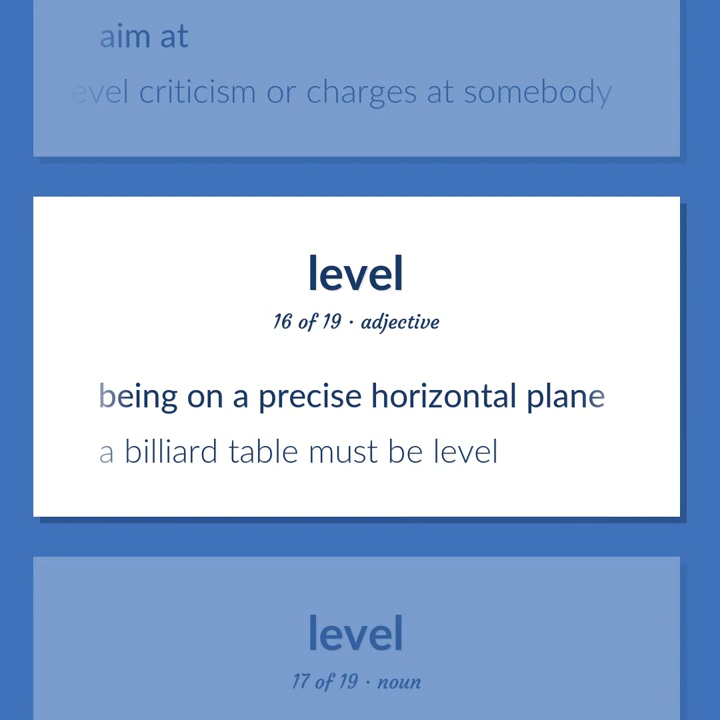 aim at
level criticism or charges at somebody
level
16 of 19 · adjective
being on a precise horizontal plane
a billiard table must be level
level
17 of 19 · noun